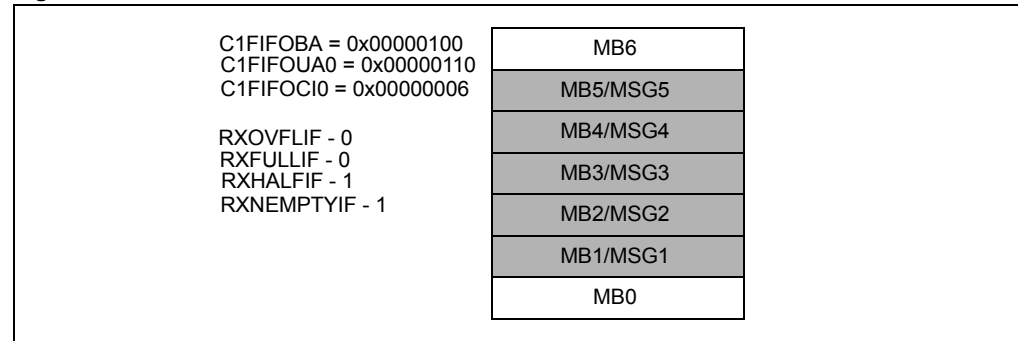 C1FIFOBA = 0x00000100
C1FIFOUA0 = 0x00000110
C1FIFOCI0 = 0x00000006
RXOVFLIF - 0
RXFULLIF - 0
RXHALFIF - 1
RXNEMPTYIF - 1
MB6
MB5/MSG5
MB4/MSG4
MB3/MSG3
MB2/MSG2
MB1/MSG1
MB0